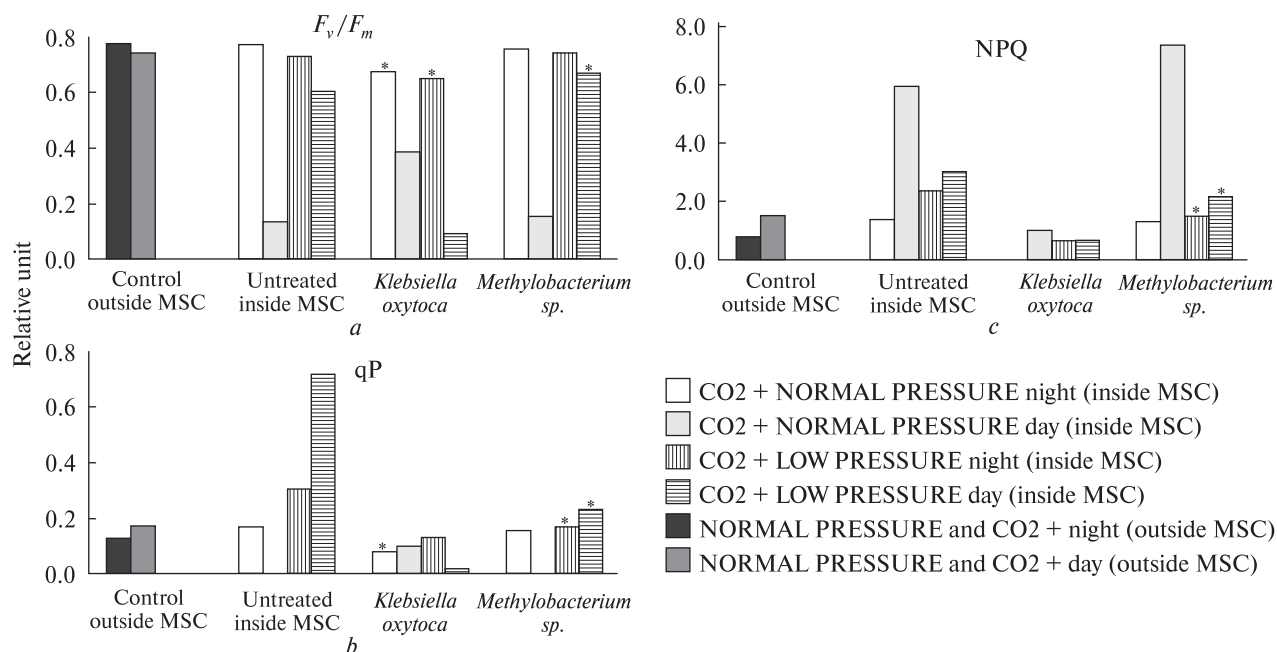 Relative unit
Fv/Fm
0.8
0.6
0.4
0.2
0.0
* * *
Control
outside MSC
Untreated
inside MSC
Klebsiella
oxytoca
Methylobacterium
sp.
a
qP
0.8
0.6
0.4
0.2
0.0
* * *
Control
outside MSC
Untreated
inside MSC
Klebsiella
oxytoca
Methylobacterium
sp.
b
NPQ
8.0
6.0
4.0
2.0
0.0
* *
Control
outside MSC
Untreated
inside MSC
Klebsiella
oxytoca
Methylobacterium
sp.
c
CO2 + NORMAL PRESSURE night (inside MSC)
CO2 + NORMAL PRESSURE day (inside MSC)
CO2 + LOW PRESSURE night (inside MSC)
CO2 + LOW PRESSURE day (inside MSC)
NORMAL PRESSURE and CO2 + night (outside MSC)
NORMAL PRESSURE and CO2 + day (outside MSC)